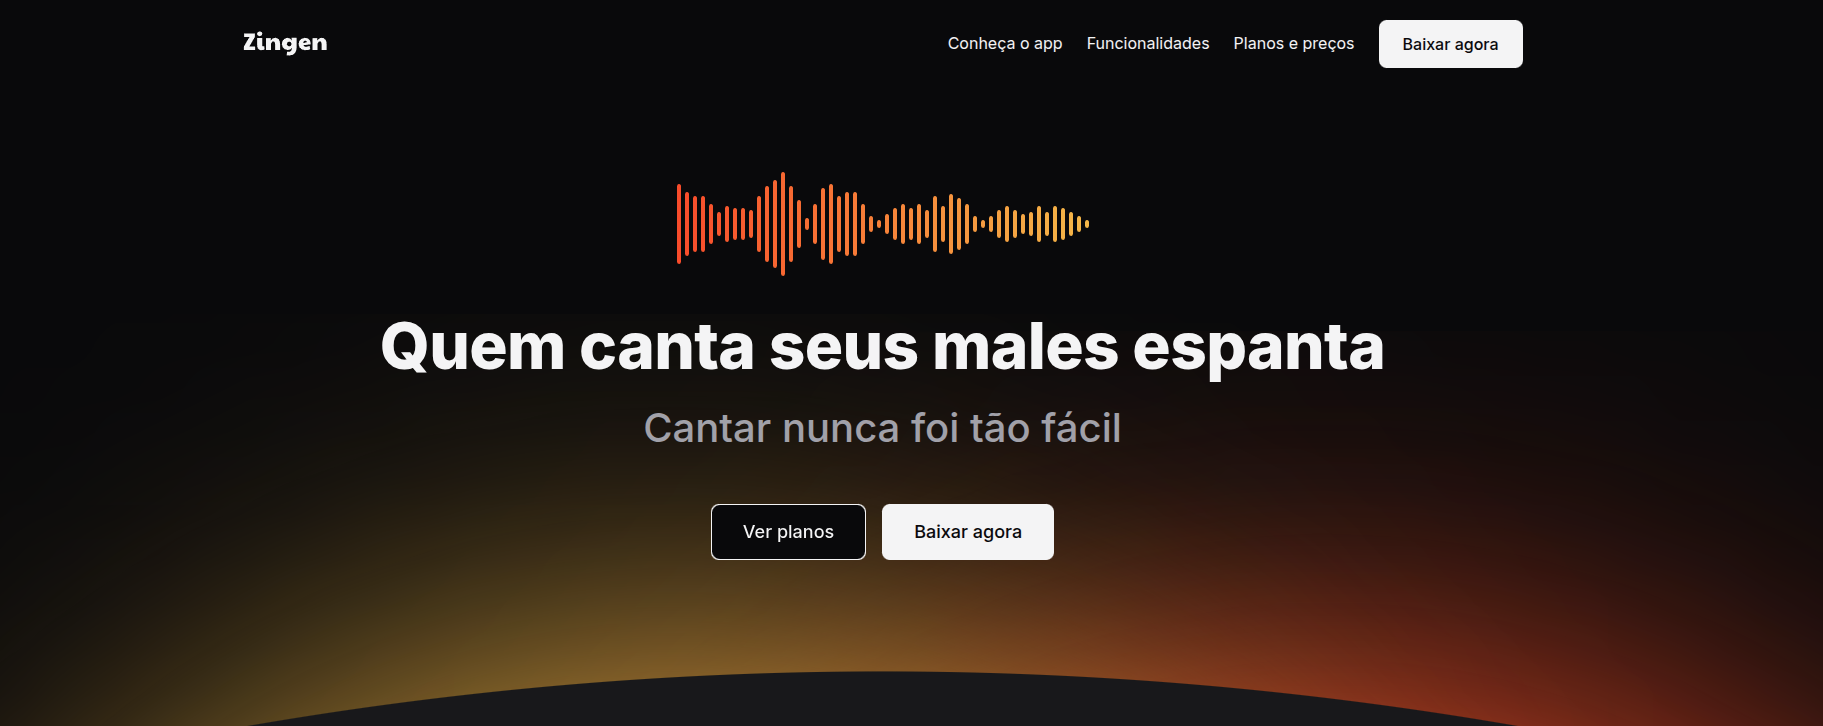 Zingen
Conheça o app
Funcionalidades
Planos e preços
Baixar agora
Quem canta seus males espanta
Cantar nunca foi tão fácil
Ver planos
Baixar agora